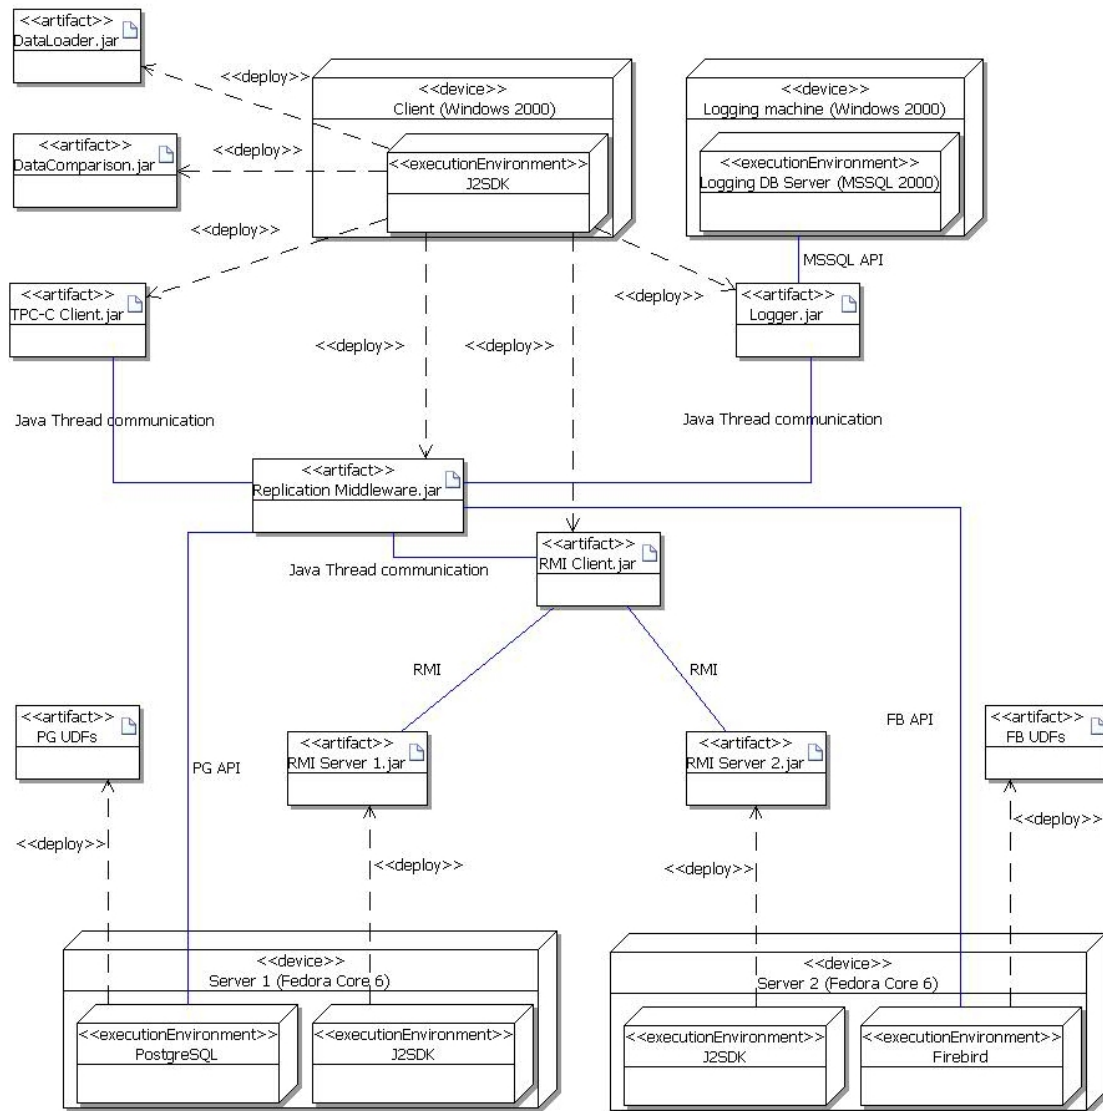 <<artifact>>
DataLoader.jar
<<deploy>>
<<device>>
Client (Windows 2000)
<<device>>
Logging machine (Windows 2000)
<<artifact>>
DataComparison.jar
<<deploy>>
<<executionEnvironment>>
J2SDK
<<executionEnvironment>>
Logging DB Server (MSSQL 2000)
<<deploy>>
MSSQL API
<<artifact>>
TPC-C Client.jar
<<deploy>>
<<artifact>>
Logger.jar
<<deploy>>
<<deploy>>
Java Thread communication
Java Thread communication
<<artifact>>
Replication Middleware.jar
<<artifact>>
RMI Client.jar
Java Thread communication
RMI
RMI
<<artifact>>
PG UDFs
FB API
<<artifact>>
FB UDFs
<<artifact>>
RMI Server 1.jar
<<artifact>>
RMI Server 2.jar
PG API
<<deploy>>
<<deploy>>
<<deploy>>
<<deploy>>
<<device>>
Server 1 (Fedora Core 6)
<<device>>
Server 2 (Fedora Core 6)
<<executionEnvironment>>
PostgreSQL
<<executionEnvironment>>
J2SDK
<<executionEnvironment>>
J2SDK
<<executionEnvironment>>
Firebird